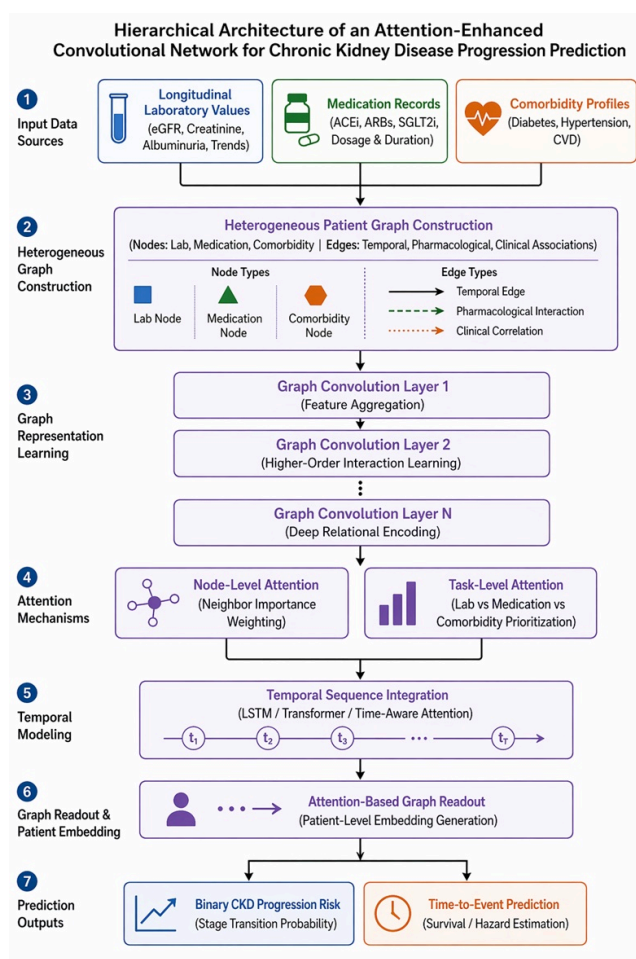 Hierarchical Architecture of an Attention-Enhanced
Convolutional Network for Chronic Kidney Disease Progression Prediction
1
Input Data
Sources
Longitudinal
Laboratory Values
(eGFR, Creatinine,
Albuminuria, Trends)
Medication Records
(ACEi, ARBs, SGLT2i,
Dosage & Duration)
Comorbidity Profiles
(Diabetes, Hypertension,
CVD)
2
Heterogeneous
Graph
Construction
Heterogeneous Patient Graph Construction
(Nodes: Lab, Medication, Comorbidity | Edges: Temporal, Pharmacological, Clinical Associations)
Node Types
Lab Node
Medication
Node
Comorbidity
Node
Edge Types
Temporal Edge
Pharmacological Interaction
Clinical Correlation
3
Graph
Representation
Learning
Graph Convolution Layer 1
(Feature Aggregation)
Graph Convolution Layer 2
(Higher-Order Interaction Learning)
Graph Convolution Layer N
(Deep Relational Encoding)
4
Attention
Mechanisms
Node-Level Attention
(Neighbor Importance
Weighting)
Task-Level Attention
(Lab vs Medication vs
Comorbidity Prioritization)
5
Temporal
Modeling
Temporal Sequence Integration
(LSTM / Transformer / Time-Aware Attention)
t1 t2 t3 ... tT
6
Graph Readout &
Patient Embedding
Attention-Based Graph Readout
(Patient-Level Embedding Generation)
7
Prediction
Outputs
Binary CKD Progression Risk
(Stage Transition Probability)
Time-to-Event Prediction
(Survival / Hazard Estimation)